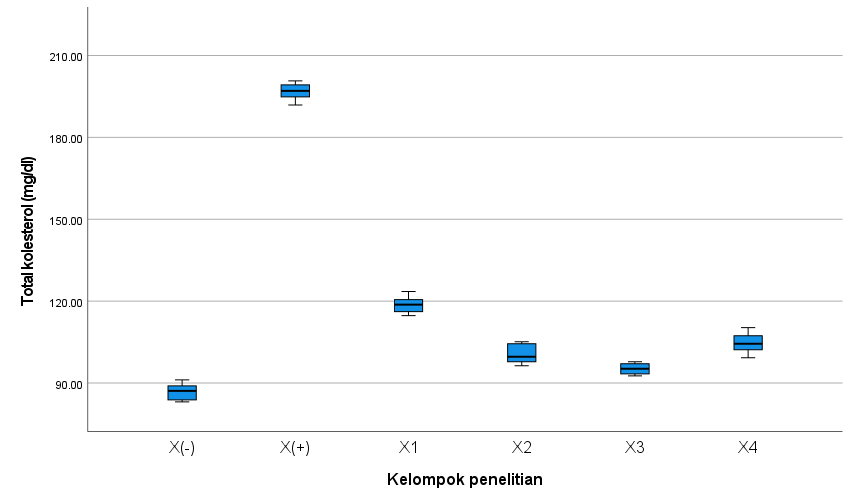 210.00
180.00
150.00
120.00
90.00
Total kolesterol (mg/dl)
X(-) X(+) X1 X2 X3 X4
Kelompok penelitian